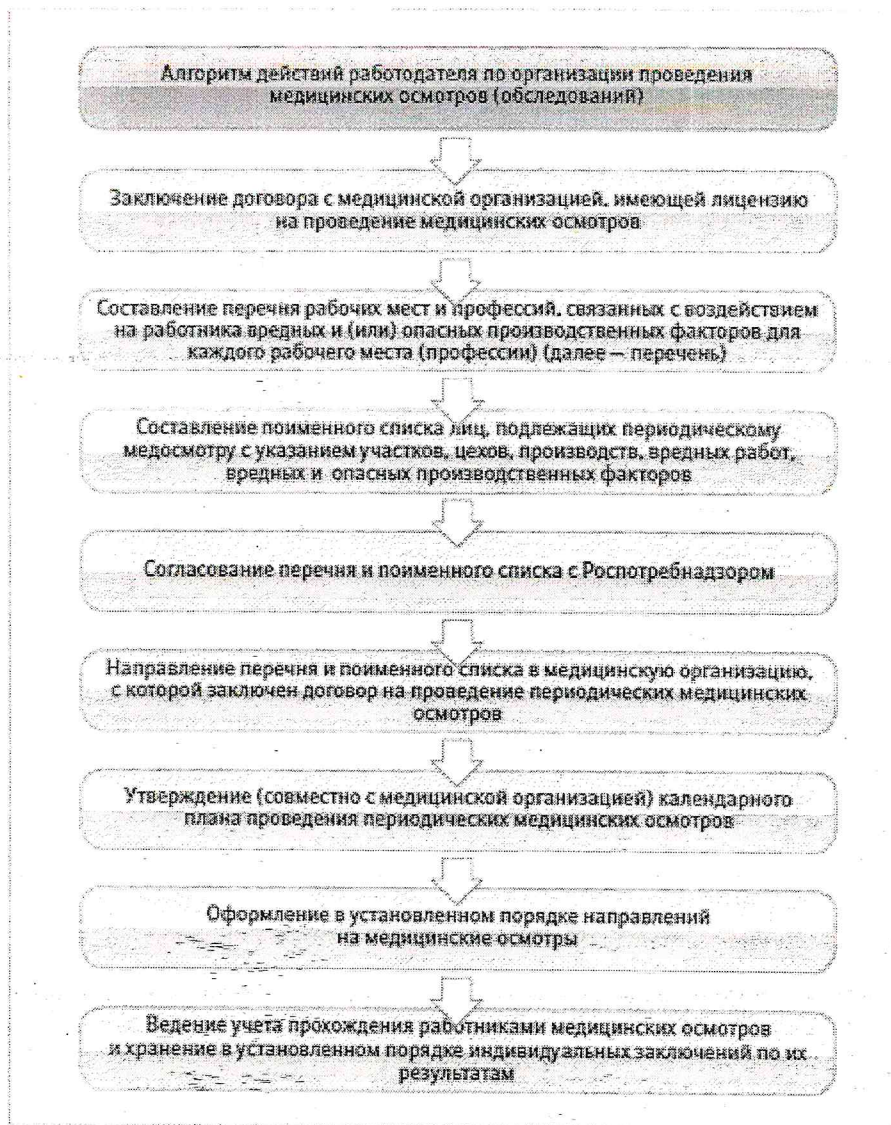 Алгоритм действий работодателя по организации проведения
медицинских осмотров (обследований)
Заключение договора с медицинской организацией, имеющей лицензию
на проведение медицинских осмотров
Составление перечня рабочих мест и профессий, связанных с воздействием
на работника вредных и (или) опасных производственных факторов для
каждого рабочего места (профессии) (далее — перечень)
Составление поименного списка лиц, подлежащих периодическому
медосмотру с указанием участков, цехов, производств, вредных работ,
вредных и опасных производственных факторов
Согласование перечня и поименного списка с Роспотребнадзором
Направление перечня и поименного списка в медицинскую организацию,
с которой заключен договор на проведение периодических медицинских
осмотров
Утверждение (совместно с медицинской организацией) календарного
плана проведения периодических медицинских осмотров
Оформление в установленном порядке направлений
на медицинские осмотры
Ведение учета прохождения работниками медицинских осмотров
и хранение в установленном порядке индивидуальных заключений по их
результатам